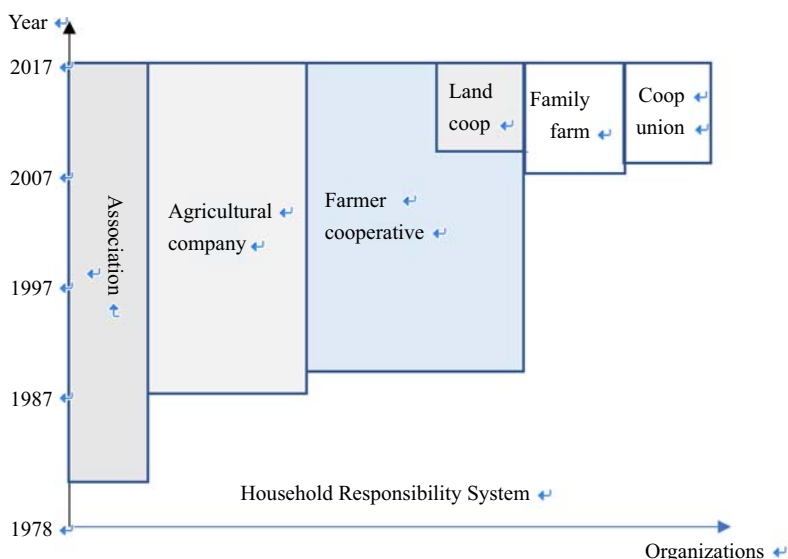 Year
2017
Land
coop
Family
farm
Coop
union
2007
Association
Agricultural
company
Farmer
cooperative
1997
1987
Household Responsibility System
1978
Organizations